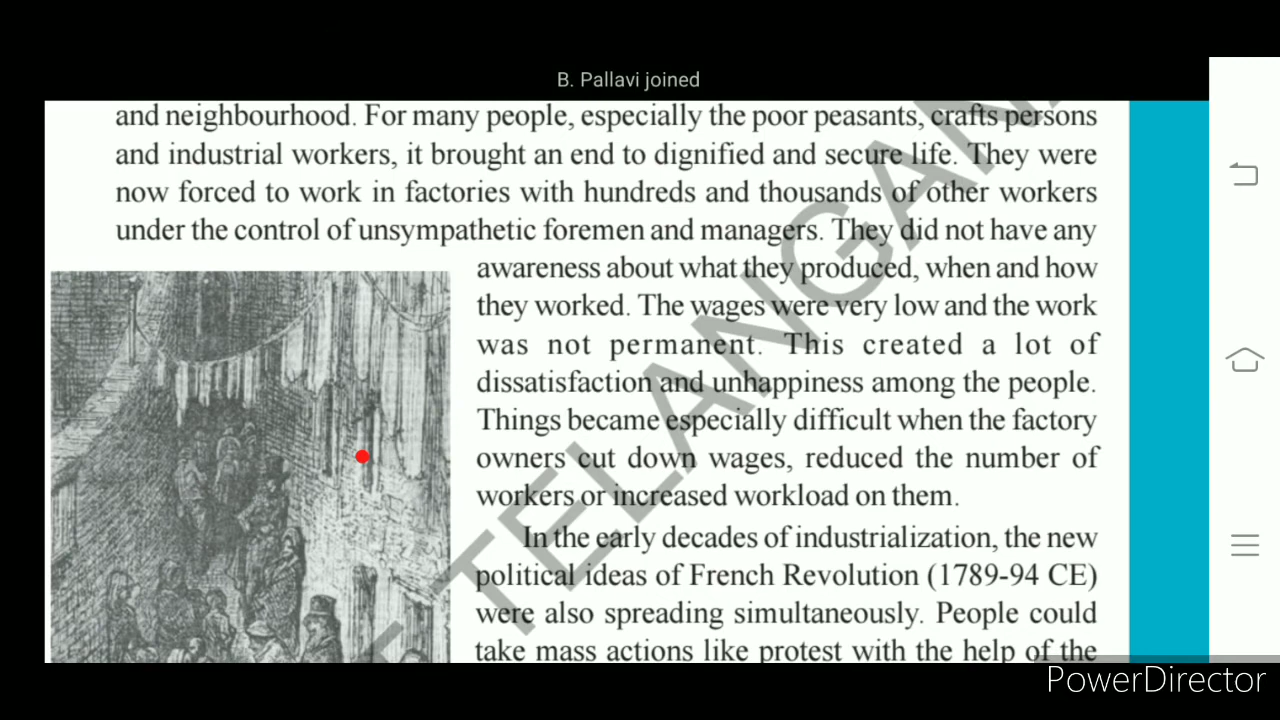 B. Pallavi joined
and neighbourhood. For many people, especially the poor peasants, crafts persons
and industrial workers, it brought an end to dignified and secure life. They were
now forced to work in factories with hundreds and thousands of other workers
under the control of unsympathetic foremen and managers. They did not have any
awareness about what they produced, when and how
they worked. The wages were very low and the work
was not permanent. This created a lot of
dissatisfaction and unhappiness among the people.
Things became especially difficult when the factory
owners cut down wages, reduced the number of
workers or increased workload on them.
In the early decades of industrialization, the new
political ideas of French Revolution (1789-94 CE)
were also spreading simultaneously. People could
take mass actions like protest with the help of the
TELANGANA
PowerDirector